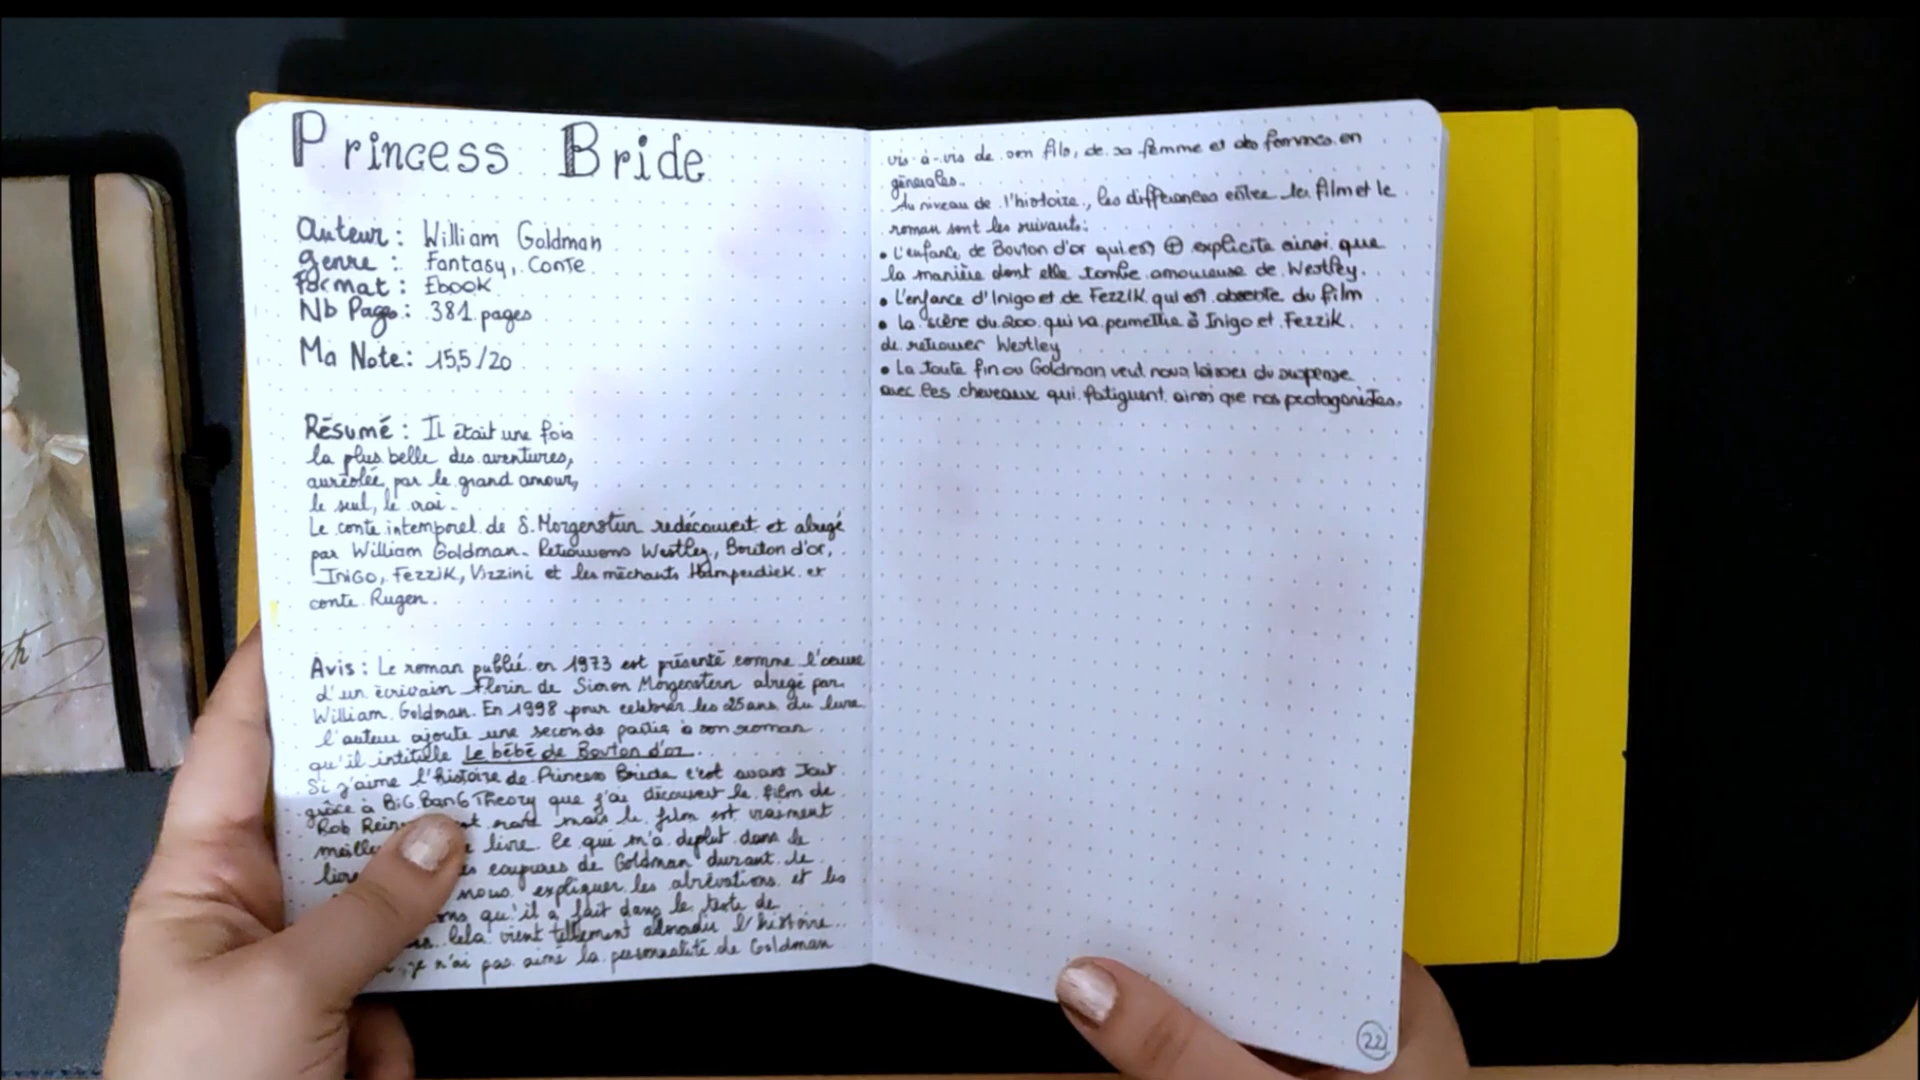 Princess Bride
Auteur : William Goldman
Genre : Fantasy, Conte
Format : Ebook
Nb Pages : 381 pages
Ma Note : 15,5/20
Résumé : Il était une fois
la plus belle des aventures,
auréolée par le grand amour,
le seul, le vrai.
Le conte intemporel de S. Morgenstern redécouvert et abrégé
par William Goldman. Retrouvons Westley, Bouton d'or,
Inigo, Fezzik, Vizzini et les méchants Humperdick et
conte Rugen.
Avis : Le roman publié en 1973 est présenté comme l'œuvre
d'un écrivain Florin de Simon Morgenstern abregé par
William Goldman. En 1998 pour celebrer les 25 ans du livre
l'auteur ajoute une seconde partie à son roman
qu'il intitulle Le bébé de Bouton d'or.
Si j'aime l'histoire de Princess Bride c'est avant tout
grâce à Big Bang Theory que j'ai découvert le film de
Rob mais le film est vraiment
livre. Ce que m'a deplut dans le
coupures de Goldman durant le
nous expliquer les abréviations et les
qu'il a fait dans le texte de
Cela vient tellement alourdir l'histoire.
je n'ai pas aimé la personnalité de Goldman
vis-à-vis de son fils, de sa femme et des femmes en
générales.
Au niveau de l'histoire, les différences entre le film et le
roman sont les suivants :
• L'enfance de Bouton d'or qui est ⊕ explicite ainsi que
la manière dont elle tombe amoureuse de Westley.
• L'enfance d'Inigo et de Fezzik qui est absente du film
• La scène du zoo qui va permettre à Inigo et Fezzik
de retrouver Westley
• La toute fin ou Goldman veut nous laisser du suspense
avec les chevaux qui fatiguent ainsi que nos protagonistes.
22